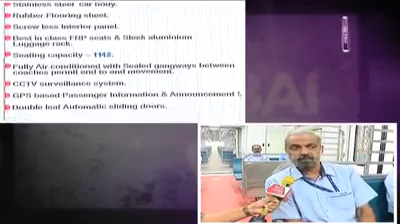 Stainless steel car body.
Rubber Flooring sheet.
Screw less Interior panel.
Best in class FRP seats & Sleek aluminium
Luggage rack.
Seating capacity – 1142.
Fully Air conditioned with Sealed gangways between
coaches permit end to end movement.
CCTV surveillance system.
GPS based Passenger Information & Announcement
Double leaf Automatic sliding doors.